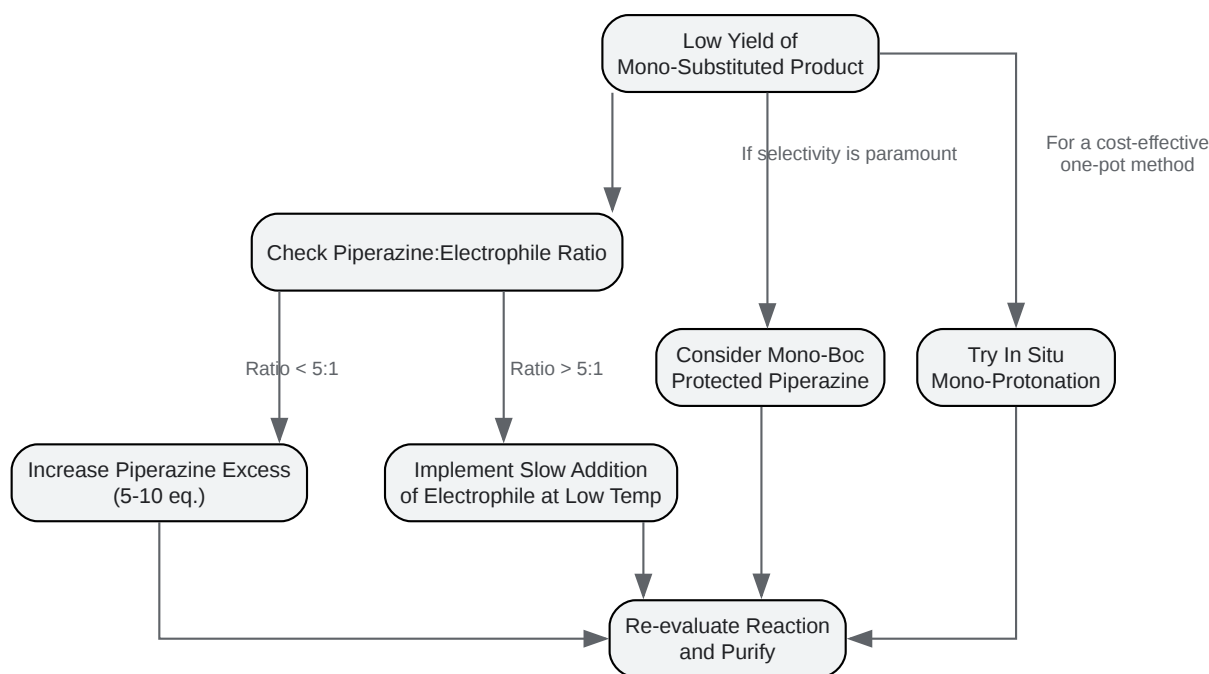 Low Yield of
Mono-Substituted Product
If selectivity is paramount
For a cost-effective
one-pot method
Check Piperazine:Electrophile Ratio
Ratio < 5:1
Ratio > 5:1
Consider Mono-Boc
Protected Piperazine
Try In Situ
Mono-Protonation
Increase Piperazine Excess
(5-10 eq.)
Implement Slow Addition
of Electrophile at Low Temp
Re-evaluate Reaction
and Purify